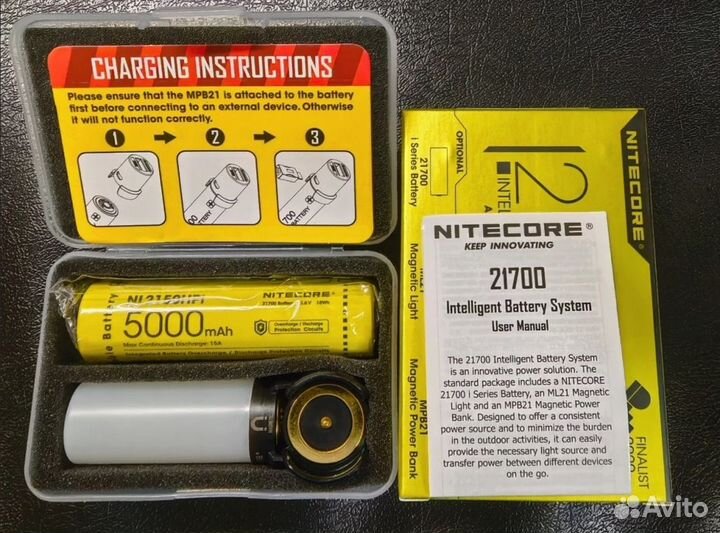 CHARGING INSTRUCTIONS
Please ensure that the MPB21 is attached to the battery
first before connecting to an external device. Otherwise
it will not function correctly.
1 2 3
BATTERY
NL2150HPi
NITECORE®
5000mAh
Max Continuous Discharge: 15A
Overcharge / Discharge
Protection Circuits
NITECORE
OPTIONAL
21700
i Series Battery
ML21
Magnetic Light
MPB21
Magnetic Power Bank
FINALIST
NITECORE®
KEEP INNOVATING
21700
Intelligent Battery System
User Manual
The 21700 Intelligent Battery System
is an innovative power solution. The
standard package includes a NITECORE
21700 i Series Battery, an ML21 Magnetic
Light and an MPB21 Magnetic Power
Bank. Designed to offer a consistent
power source and to minimize the burden
in the outdoor activities, it can easily
provide the necessary light source and
transfer power between different devices
on the go.
Avito